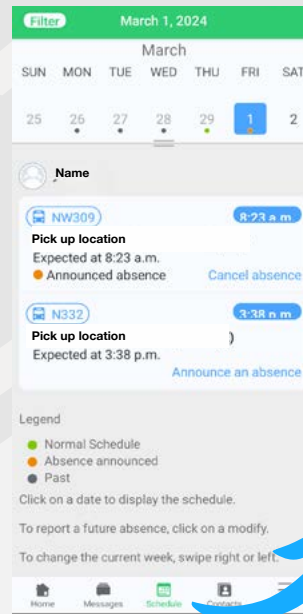 Filter
March 1, 2024
March
SUN MON TUE WED THU FRI SAT
25 26 27 28 29 1 2
Name
NW309 8:23 a.m.
Pick up location
Expected at 8:23 a.m.
Announced absence Cancel absence
N332 3:38 p.m.
Pick up location )
Expected at 3:38 p.m.
Announce an absence
Legend
Normal Schedule
Absence announced
Past
Click on a date to display the schedule.
To report a future absence, click on a modify.
To change the current week, swipe right or left.
Home Messages Schedule Contacts